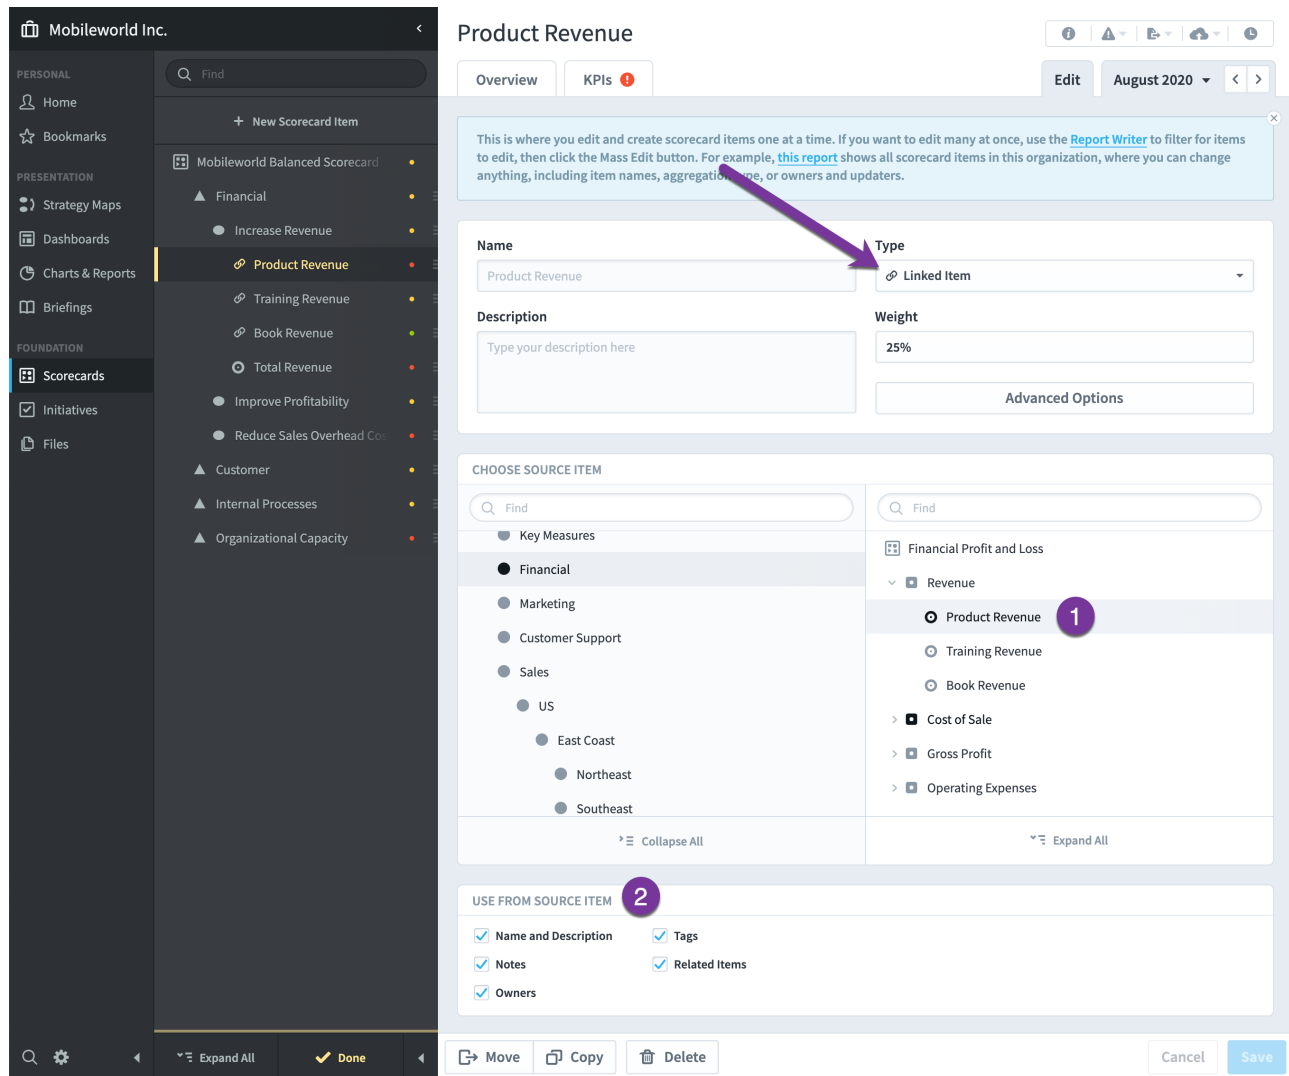 Mobileworld Inc.
PERSONAL
Home
Bookmarks
PRESENTATION
Strategy Maps
Dashboards
Charts & Reports
Briefings
FOUNDATION
Scorecards
Initiatives
Files
Find
+ New Scorecard Item
Mobileworld Balanced Scorecard
Financial
Increase Revenue
Product Revenue
Training Revenue
Book Revenue
Total Revenue
Improve Profitability
Reduce Sales Overhead Cos
Customer
Internal Processes
Organizational Capacity
Expand All
Done
Product Revenue
Overview
KPIs
Edit
August 2020
This is where you edit and create scorecard items one at a time. If you want to edit many at once, use the Report Writer to filter for items
to edit, then click the Mass Edit button. For example, this report shows all scorecard items in this organization, where you can change
anything, including item names, aggregation type, or owners and updaters.
Name
Product Revenue
Type
Linked Item
Description
Type your description here
Weight
25%
Advanced Options
CHOOSE SOURCE ITEM
Find
Key Measures
Financial
Marketing
Customer Support
Sales
US
East Coast
Northeast
Southeast
Collapse All
Find
Financial Profit and Loss
Revenue
Product Revenue 1
Training Revenue
Book Revenue
Cost of Sale
Gross Profit
Operating Expenses
Expand All
USE FROM SOURCE ITEM 2
Name and Description
Tags
Notes
Related Items
Owners
Move
Copy
Delete
Cancel
Save